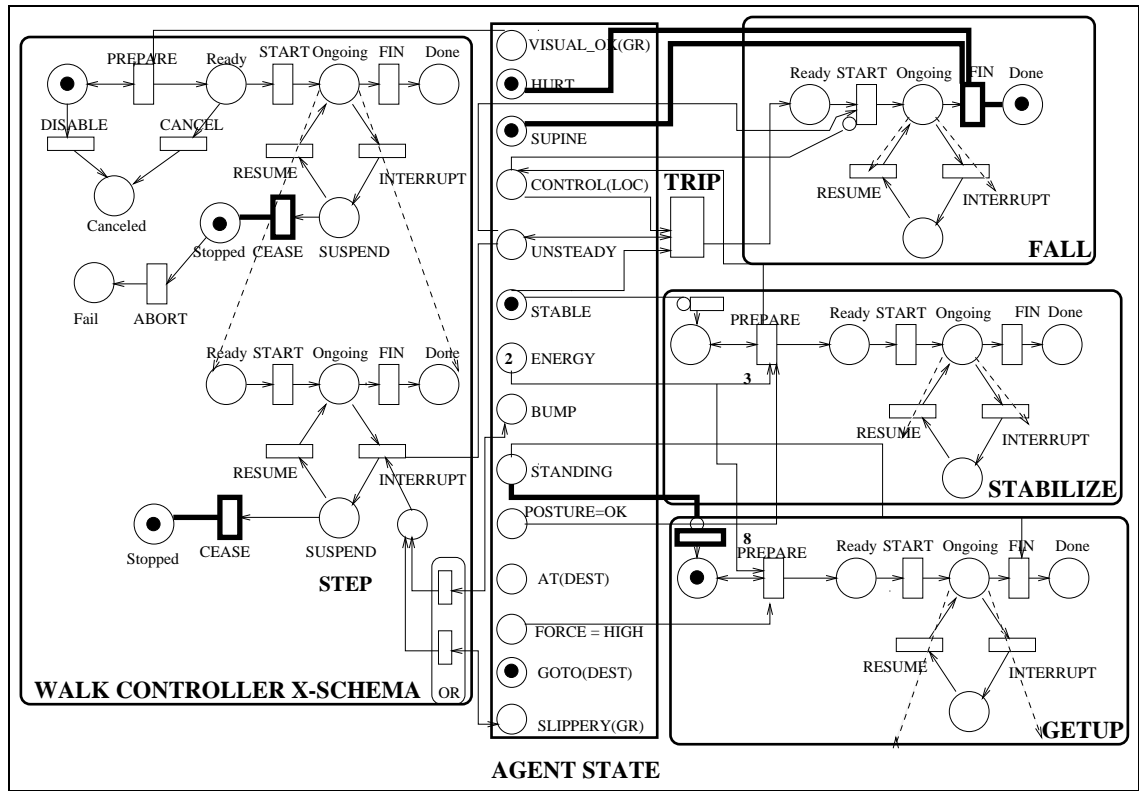 VISUAL_OK(GR)
HURT
SUPINE
CONTROL(LOC)
UNSTEADY
STABLE
2 ENERGY
BUMP
STANDING
POSTURE=OK
AT(DEST)
FORCE = HIGH
GOTO(DEST)
SLIPPERY(GR)
AGENT STATE
PREPARE
Ready
START
Ongoing
FIN
Done
DISABLE
CANCEL
RESUME
INTERRUPT
Canceled
Stopped
CEASE
SUSPEND
Fail
ABORT
Ready
START
Ongoing
FIN
Done
RESUME
INTERRUPT
Stopped
CEASE
SUSPEND
STEP
OR
WALK CONTROLLER X-SCHEMA
TRIP
Ready
START
Ongoing
FIN
Done
RESUME
INTERRUPT
FALL
PREPARE
3
Ready
START
Ongoing
FIN
Done
RESUME
INTERRUPT
STABILIZE
8
PREPARE
Ready
START
Ongoing
FIN
Done
RESUME
INTERRUPT
GETUP